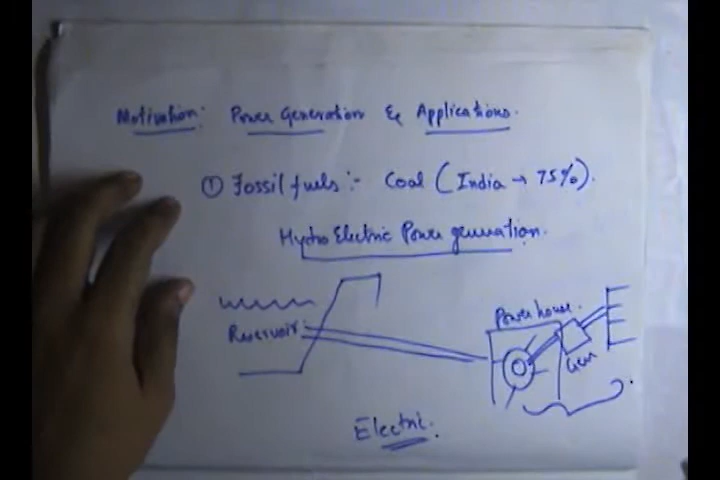 Motivation: Power Generation & Applications.
① Fossil fuels:- Coal (India → 75%).
Hydro Electric Power generation.
Reservoir:
Power house.
Gen
Electric.